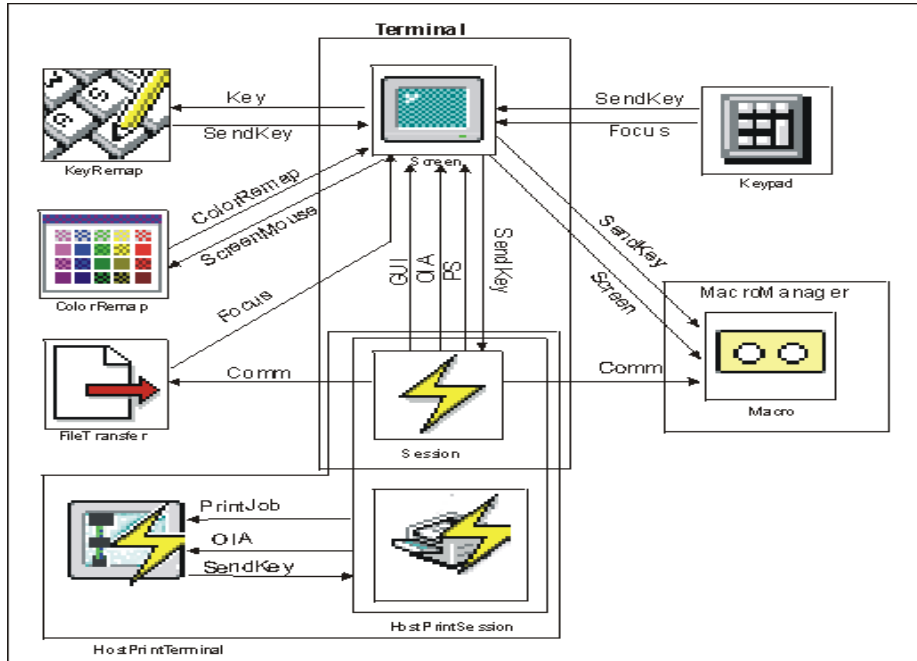 Terminal
Key
SendKey
KeyRemap
Screen
SendKey
Focus
Keypad
ColorRemap
ScreenMouse
ColorRemap
GUI
OIA
PS
SendKey
SendKey
Screen
MacroManager
Macro
Focus
Comm
FileTransfer
Comm
Session
PrintJob
OIA
SendKey
HostPrintSession
HostPrintTerminal